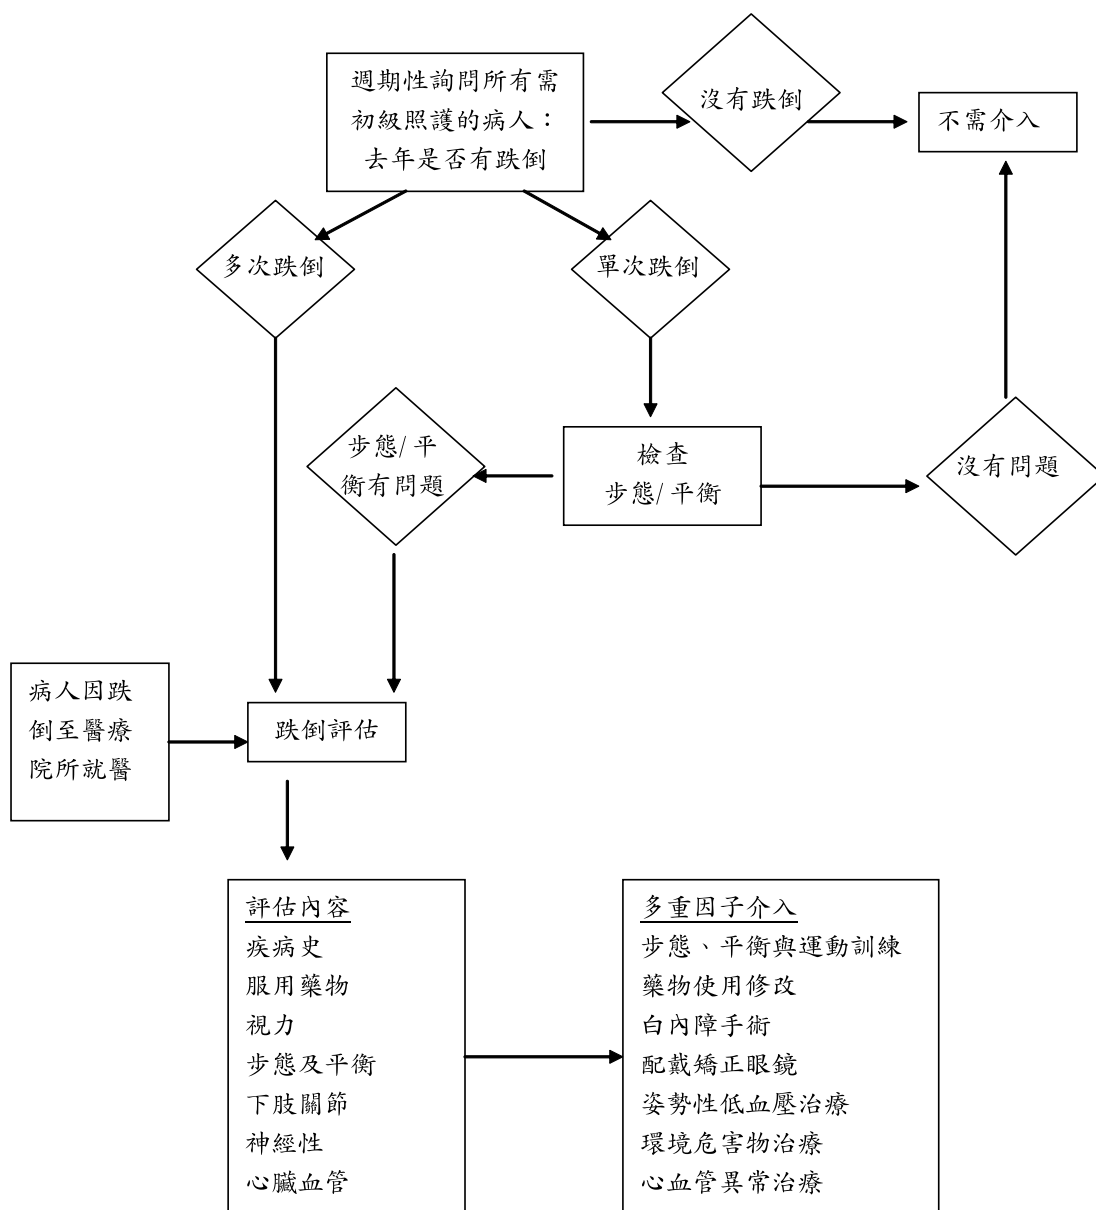 週期性詢問所有需
初級照護的病人：
去年是否有跌倒
沒有跌倒
不需介入
多次跌倒
單次跌倒
步態/平
衡有問題
檢查
步態/平衡
沒有問題
病人因跌
倒至醫療
院所就醫
跌倒評估
評估內容
疾病史
服用藥物
視力
步態及平衡
下肢關節
神經性
心臟血管
多重因子介入
步態、平衡與運動訓練
藥物使用修改
白內障手術
配戴矯正眼鏡
姿勢性低血壓治療
環境危害物治療
心血管異常治療